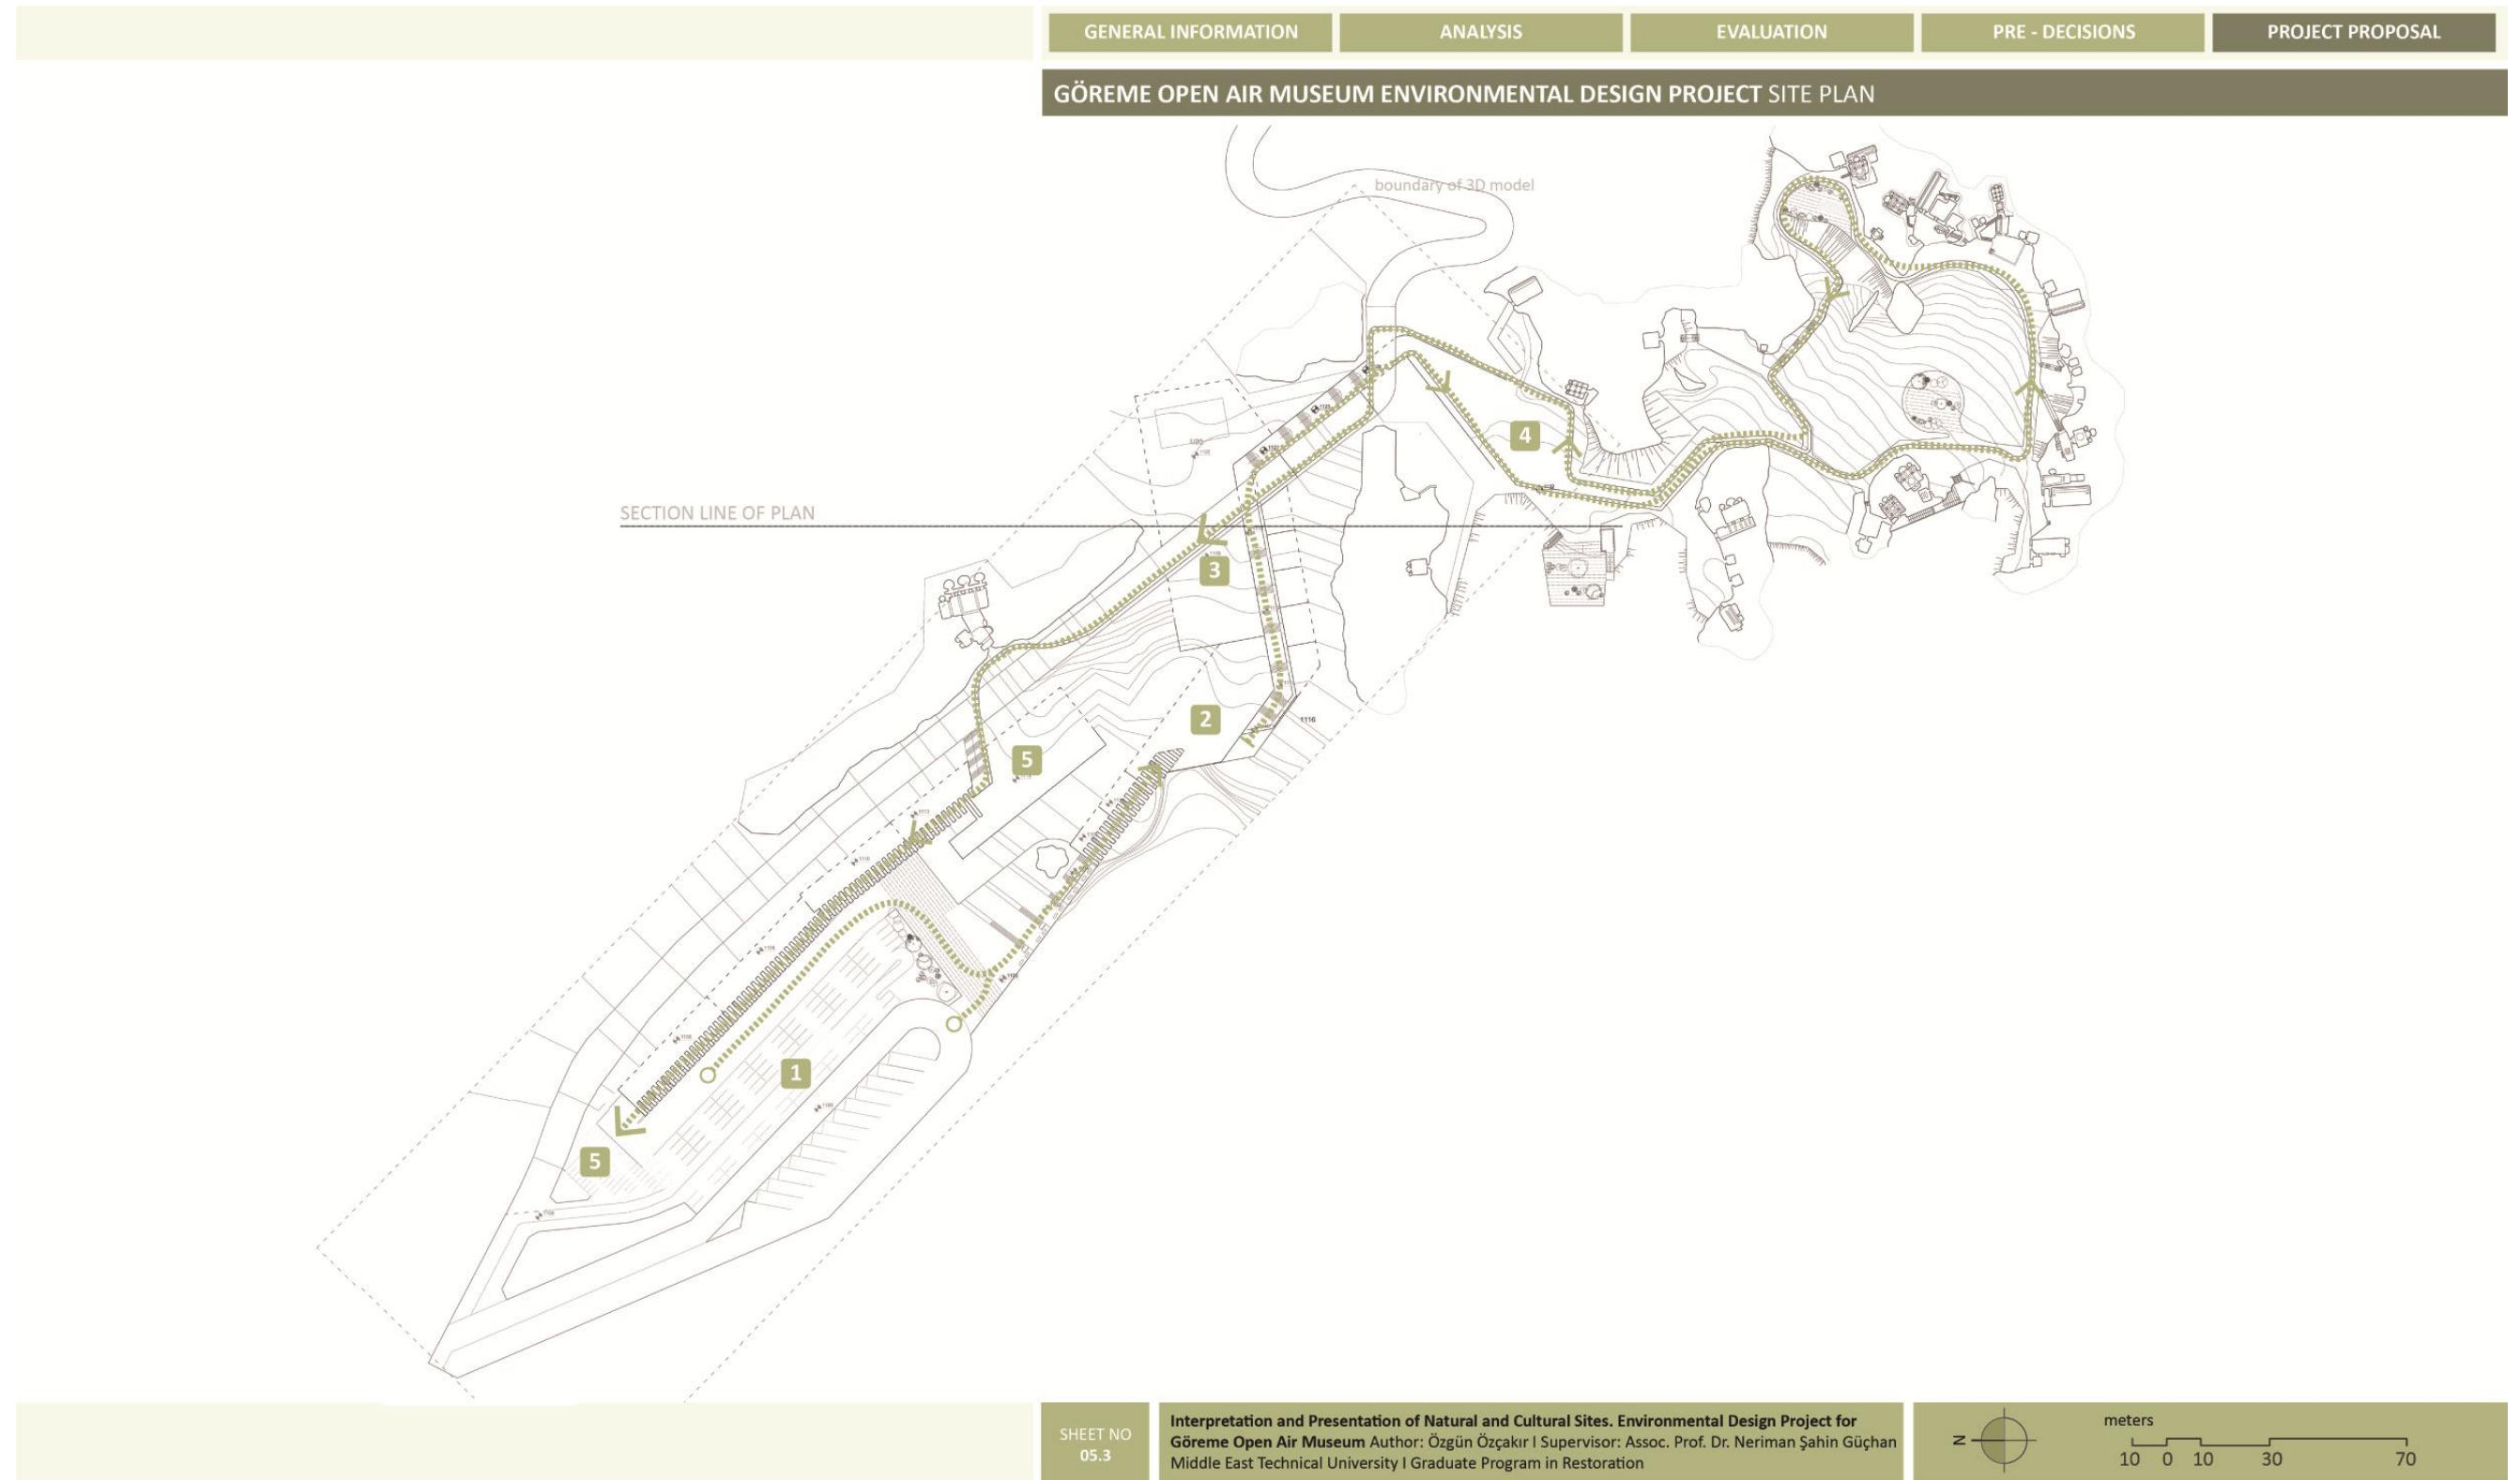 GENERAL INFORMATION
ANALYSIS
EVALUATION
PRE - DECISIONS
PROJECT PROPOSAL
GÖREME OPEN AIR MUSEUM ENVIRONMENTAL DESIGN PROJECT SITE PLAN
boundary of 3D model
4
SECTION LINE OF PLAN
3
2
1116
5
1
5
SHEET NO
05.3
Interpretation and Presentation of Natural and Cultural Sites. Environmental Design Project for
Göreme Open Air Museum Author: Özgün Özçakır I Supervisor: Assoc. Prof. Dr. Neriman Şahin Güçhan
Middle East Technical University I Graduate Program in Restoration
N
meters
10 0 10 30 70